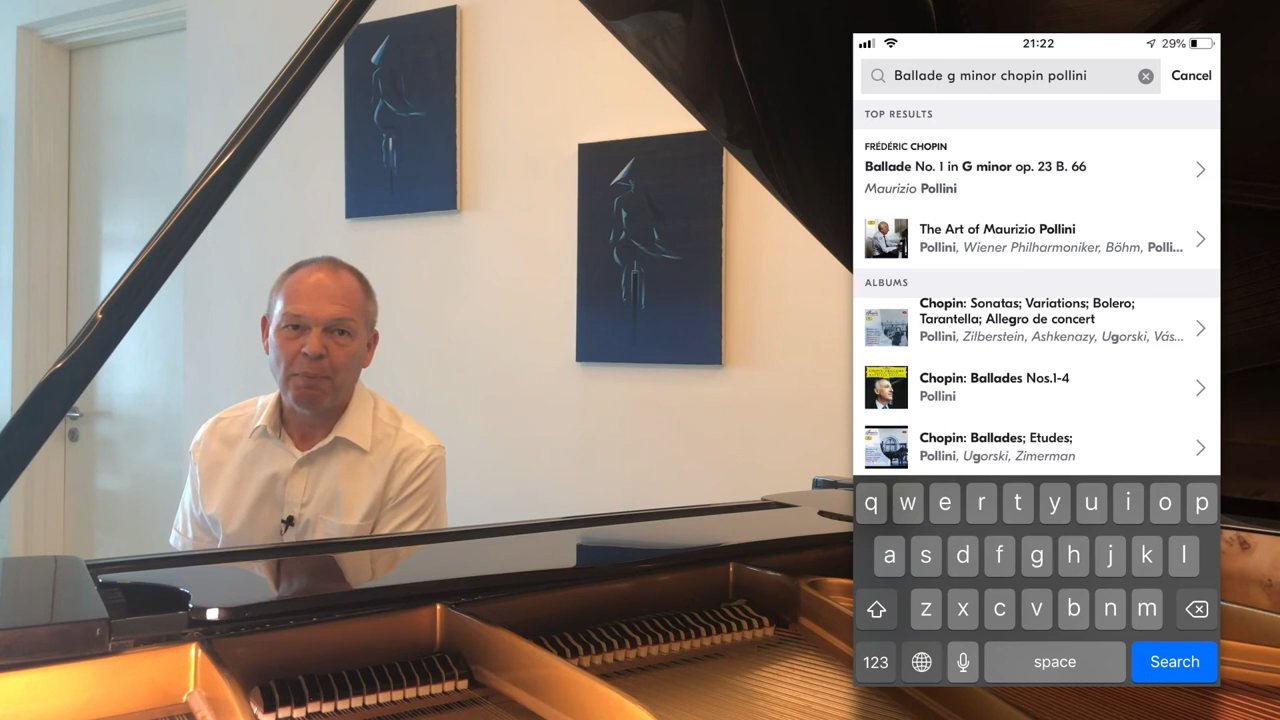 21:22
29%
Ballade g minor chopin pollini
Cancel
TOP RESULTS
FRÉDÉRIC CHOPIN
Ballade No. 1 in G minor op. 23 B. 66
Maurizio Pollini
The Art of Maurizio Pollini
Pollini, Wiener Philharmoniker, Böhm, Polli...
ALBUMS
Chopin: Sonatas; Variations; Bolero;
Tarantella; Allegro de concert
Pollini, Zilberstein, Ashkenazy, Ugorski, Vás...
Chopin: Ballades Nos.1-4
Pollini
Chopin: Ballades; Etudes;
Pollini, Ugorski, Zimerman
q w e r t y u i o p
a s d f g h j k l
z x c v b n m
123 space Search